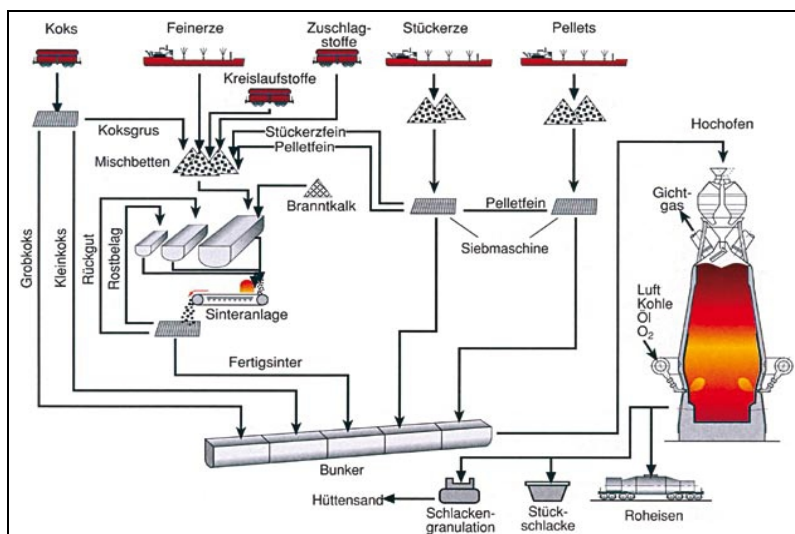 Koks
Feinerze
Zuschlag-
stoffe
Stückerze
Pellets
Kreislaufstoffe
Koksgrus
Stückerzfein
Pelletfein
Mischbetten
Hochofen
Branntkalk
Pelletfein
Gicht-
gas
Siebmaschine
Grobkoks
Kleinkoks
Rückgut
Rostbelag
Sinteranlage
Luft
Kohle
Öl
O₂
Fertigsinter
Bunker
Hüttensand
Schlacken-
granulation
Stück-
schlacke
Roheisen